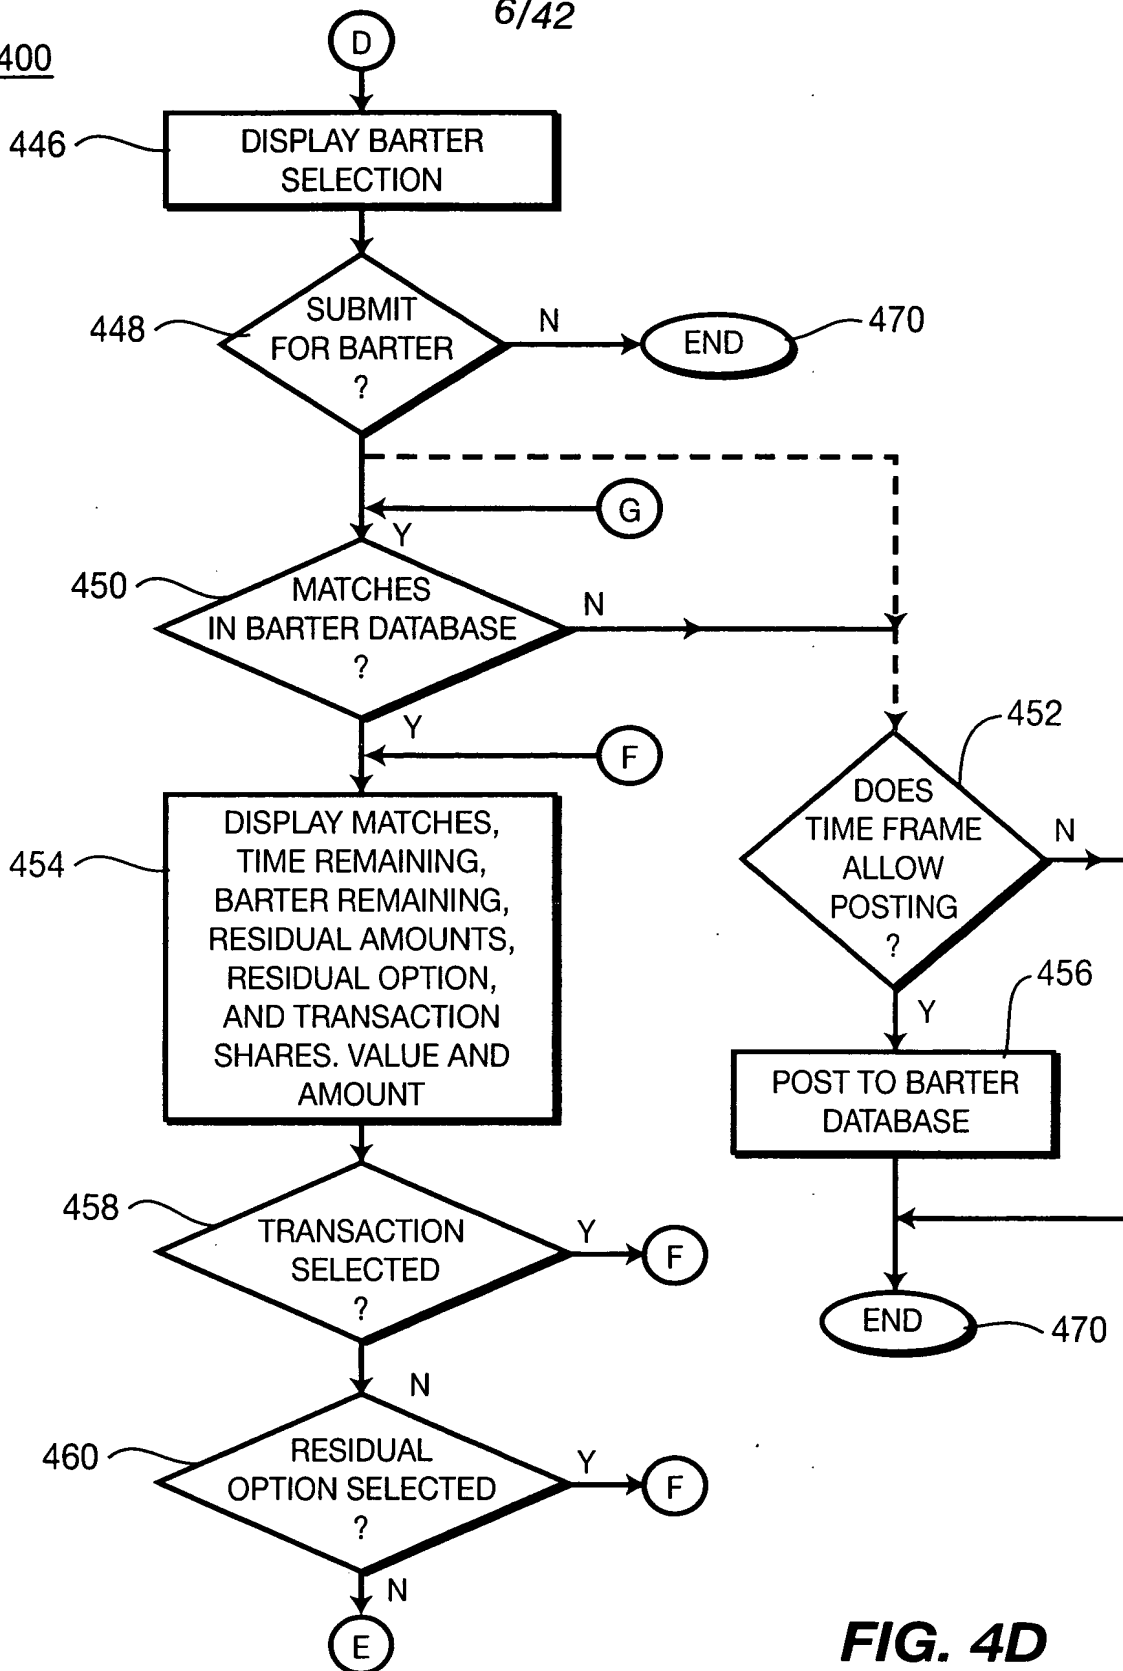 6/42
400
D
446
DISPLAY BARTER
SELECTION
448
SUBMIT
FOR BARTER
?
N
END
470
G
Y
450
MATCHES
IN BARTER DATABASE
?
N
Y
F
452
DOES
TIME FRAME
ALLOW
POSTING
?
N
Y
454
DISPLAY MATCHES,
TIME REMAINING,
BARTER REMAINING,
RESIDUAL AMOUNTS,
RESIDUAL OPTION,
AND TRANSACTION
SHARES. VALUE AND
AMOUNT
456
POST TO BARTER
DATABASE
458
TRANSACTION
SELECTED
?
Y
F
N
END
470
460
RESIDUAL
OPTION SELECTED
?
Y
F
N
E
FIG. 4D